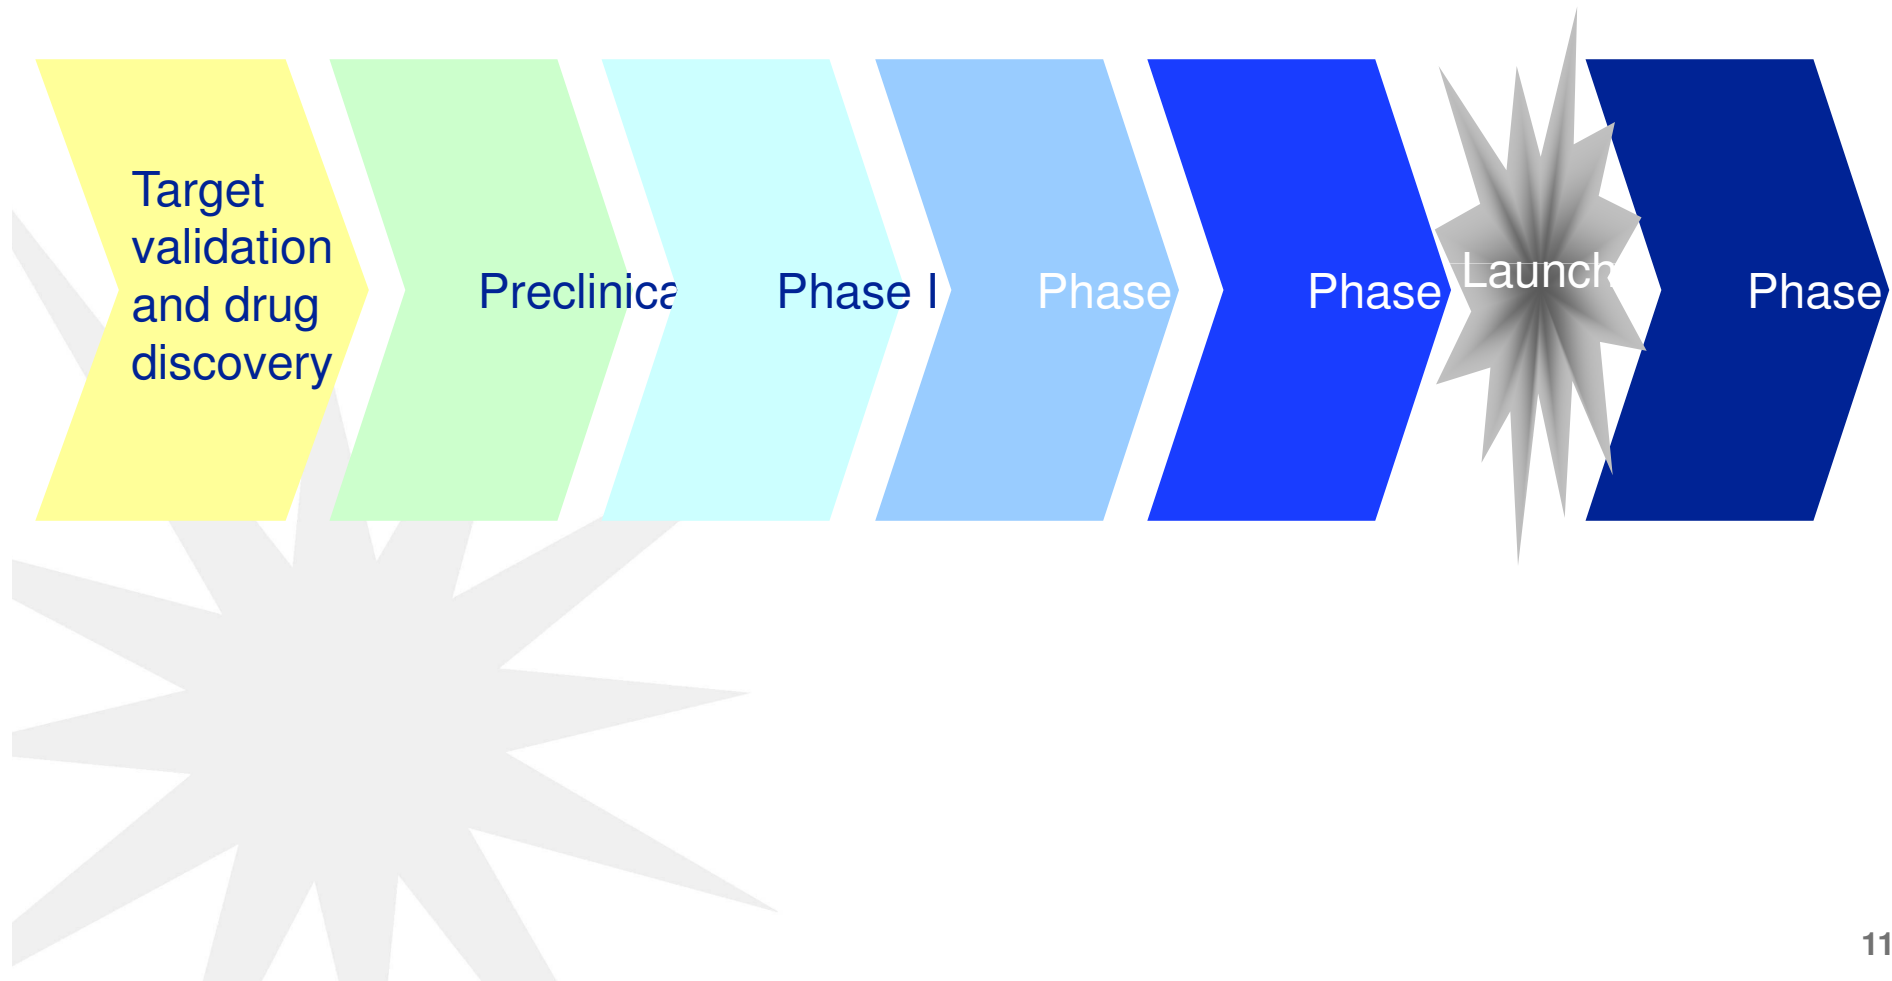 Target
validation
and drug
discovery
Preclinica
Phase I
Phase
Phase
Launch
Phase
11